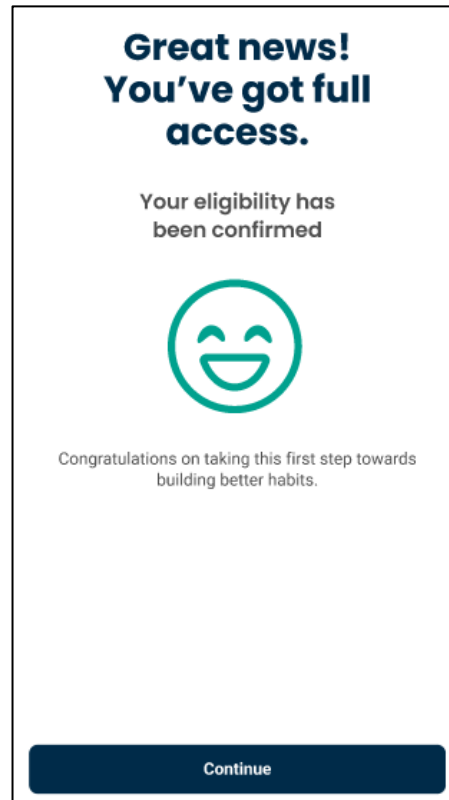 Great news!
You’ve got full
access.
Your eligibility has
been confirmed
Congratulations on taking this first step towards
building better habits.
Continue